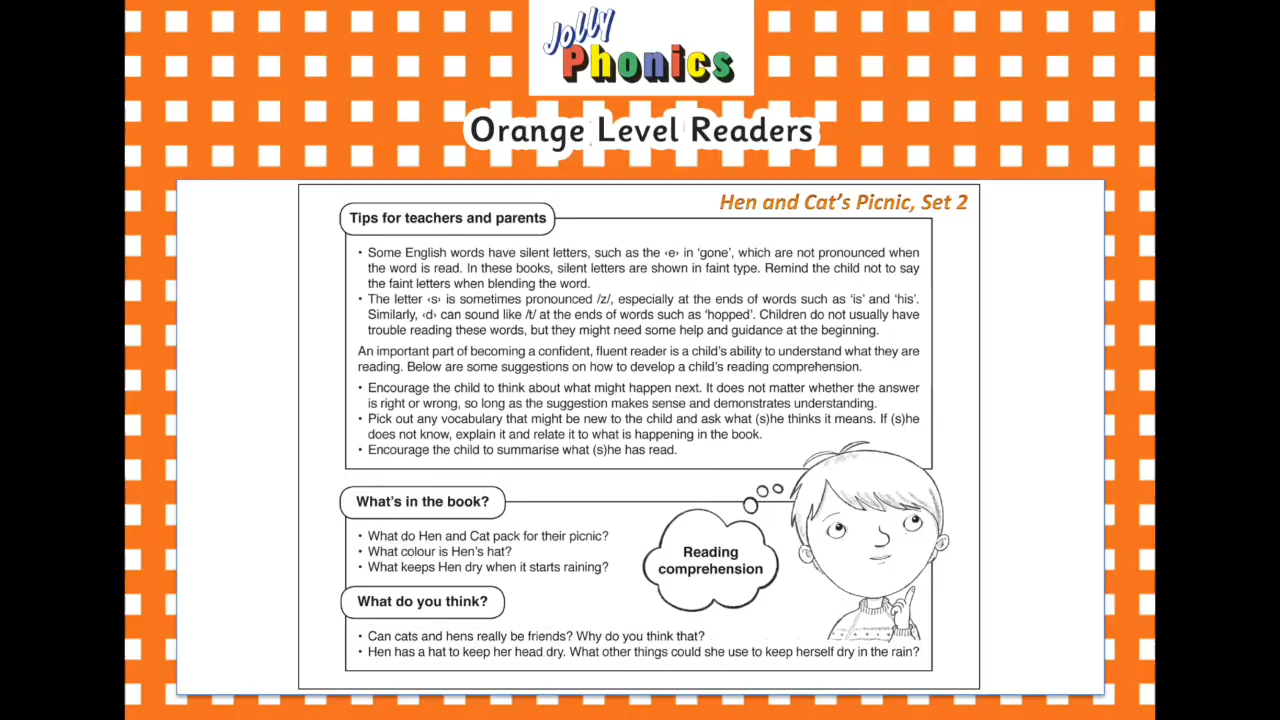 Jolly
Phonics
Orange Level Readers
Hen and Cat's Picnic, Set 2
Tips for teachers and parents
• Some English words have silent letters, such as the ‹e› in 'gone', which are not pronounced when
the word is read. In these books, silent letters are shown in faint type. Remind the child not to say
the faint letters when blending the word.
• The letter ‹s› is sometimes pronounced /z/, especially at the ends of words such as 'is' and 'his'.
Similarly, ‹d› can sound like /t/ at the ends of words such as 'hopped'. Children do not usually have
trouble reading these words, but they might need some help and guidance at the beginning.
An important part of becoming a confident, fluent reader is a child's ability to understand what they are
reading. Below are some suggestions on how to develop a child's reading comprehension.
• Encourage the child to think about what might happen next. It does not matter whether the answer
is right or wrong, so long as the suggestion makes sense and demonstrates understanding.
• Pick out any vocabulary that might be new to the child and ask what (s)he thinks it means. If (s)he
does not know, explain it and relate it to what is happening in the book.
• Encourage the child to summarise what (s)he has read.
What's in the book?
• What do Hen and Cat pack for their picnic?
• What colour is Hen's hat?
• What keeps Hen dry when it starts raining?
Reading
comprehension
What do you think?
• Can cats and hens really be friends? Why do you think that?
• Hen has a hat to keep her head dry. What other things could she use to keep herself dry in the rain?